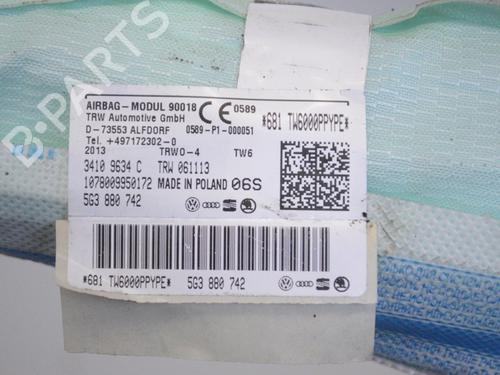 B-PARTS
AIRBAG-MODUL 90018 CE 0589
TRW Automotive GmbH
*681 TW6000PPYPE*
D-73553 ALFDORF 0589-P1-000051
Tel. +497172302-0
2013 TRWO-4 TW6
3410 9634 C TRW 061113
1078009950172 MADE IN POLAND 06S
5G3 880 742
*681 TW6000PPYPE* 5G3 880 742